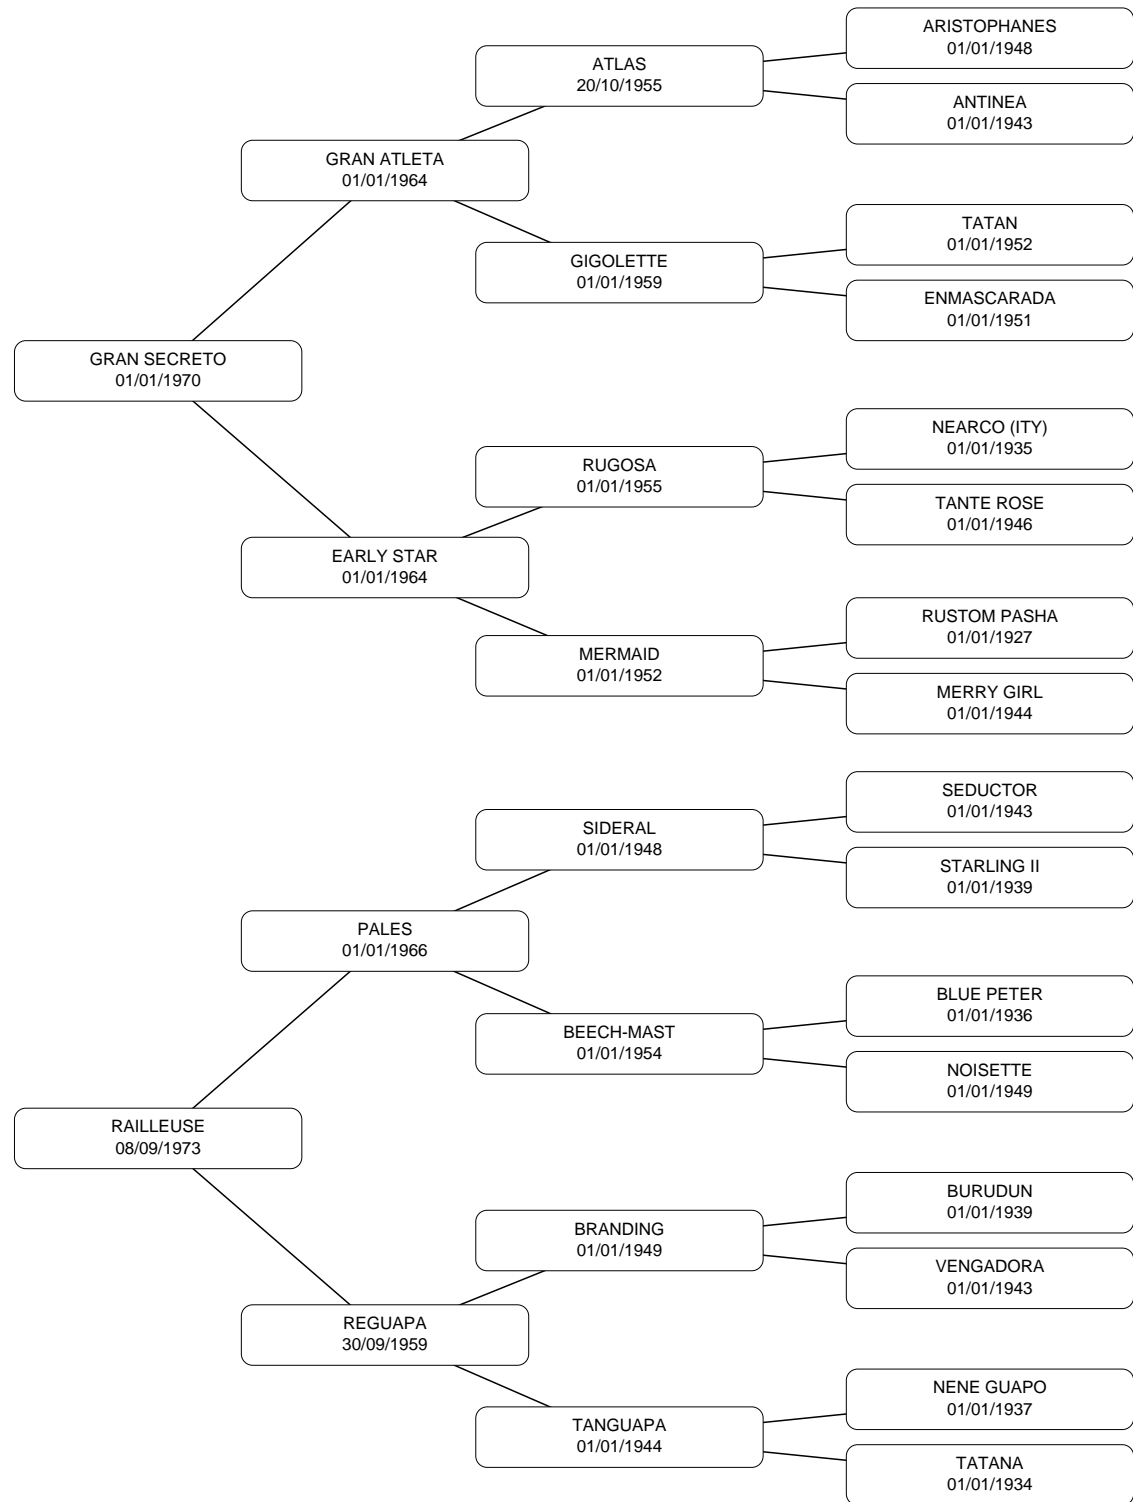 ARISTOPHANES
01/01/1948
ATLAS
20/10/1955
ANTINEA
01/01/1943
GRAN ATLETA
01/01/1964
TATAN
01/01/1952
GIGOLETTE
01/01/1959
ENMASCARADA
01/01/1951
GRAN SECRETO
01/01/1970
NEARCO (ITY)
01/01/1935
RUGOSA
01/01/1955
TANTE ROSE
01/01/1946
EARLY STAR
01/01/1964
RUSTOM PASHA
01/01/1927
MERMAID
01/01/1952
MERRY GIRL
01/01/1944
SEDUCTOR
01/01/1943
SIDERAL
01/01/1948
STARLING II
01/01/1939
PALES
01/01/1966
BLUE PETER
01/01/1936
BEECH-MAST
01/01/1954
NOISETTE
01/01/1949
RAILLEUSE
08/09/1973
BURUDUN
01/01/1939
BRANDING
01/01/1949
VENGADORA
01/01/1943
REGUAPA
30/09/1959
NENE GUAPO
01/01/1937
TANGUAPA
01/01/1944
TATANA
01/01/1934